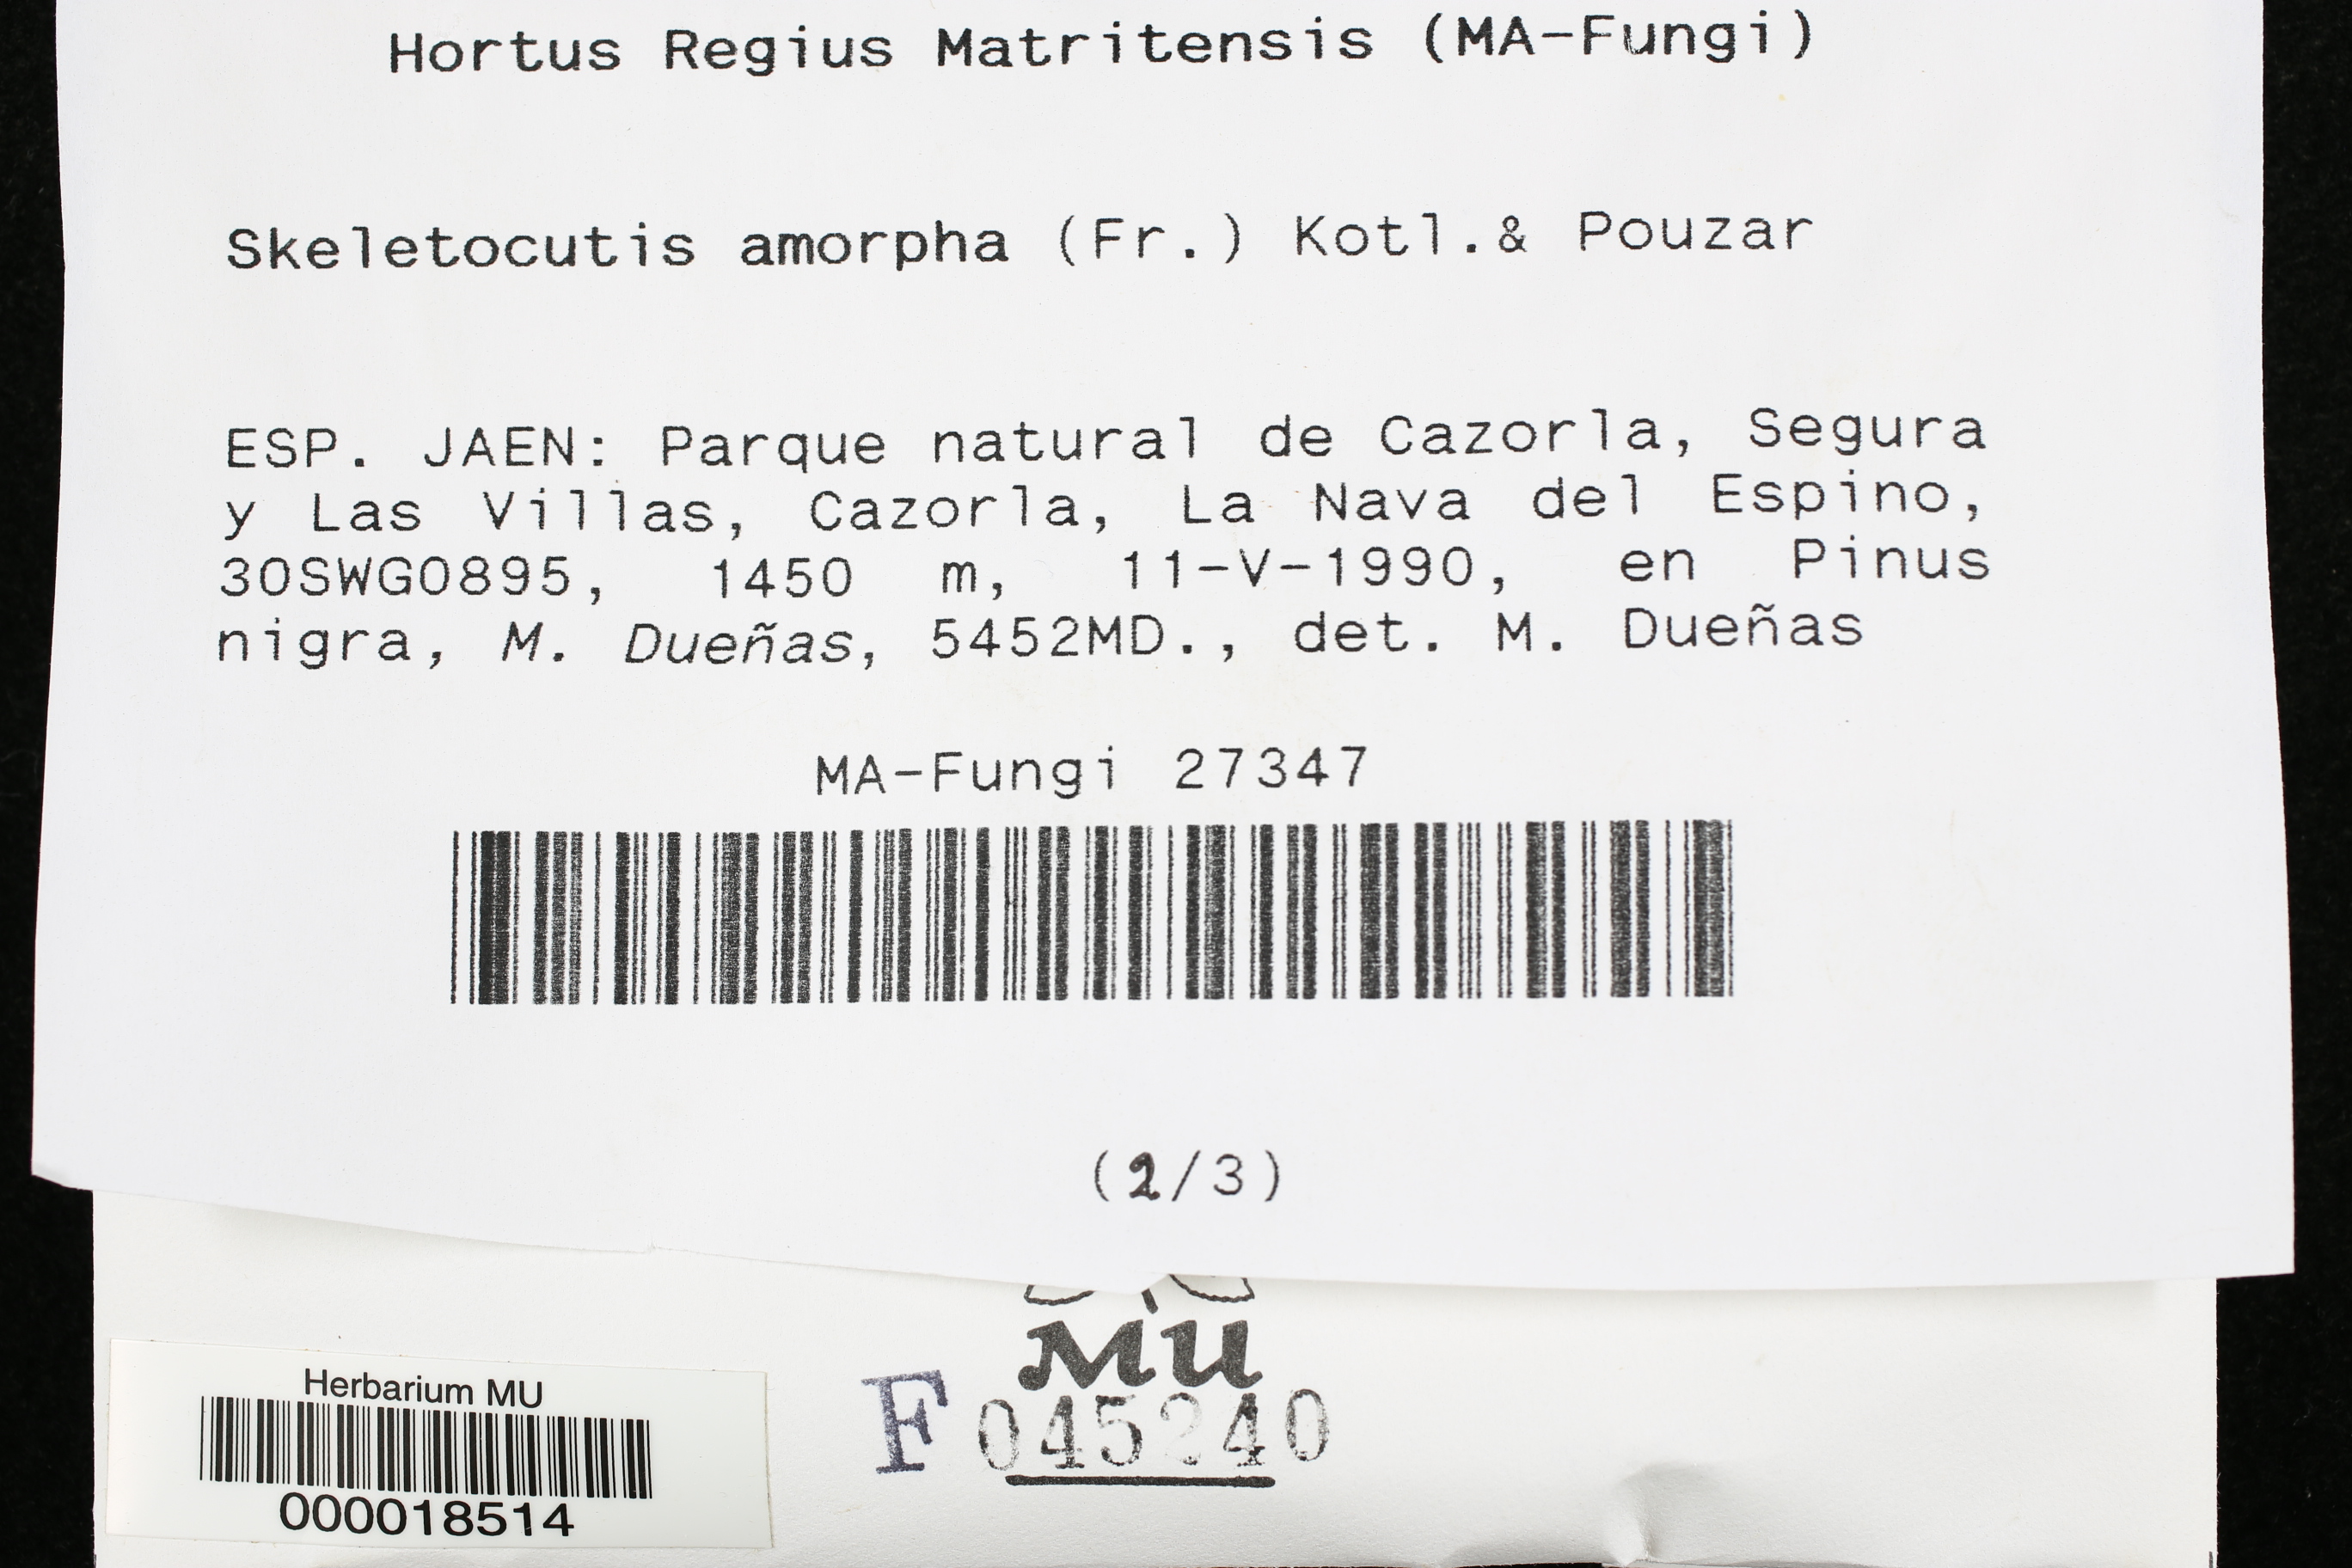 Hortus Regius Matritensis (MA-Fungi)
Skeletocutis amorpha (Fr.) Kotl.& Pouzar
ESP. JAEN: Parque natural de Cazorla, Segura
y Las Villas, Cazorla, La Nava del Espino,
30SWG0895, 1450 m, 11-V-1990, en Pinus
nigra, M. Dueñas, 5452MD., det. M. Dueñas
MA-Fungi 27347
(2/3)
MU
F 045240
Herbarium MU
000018514